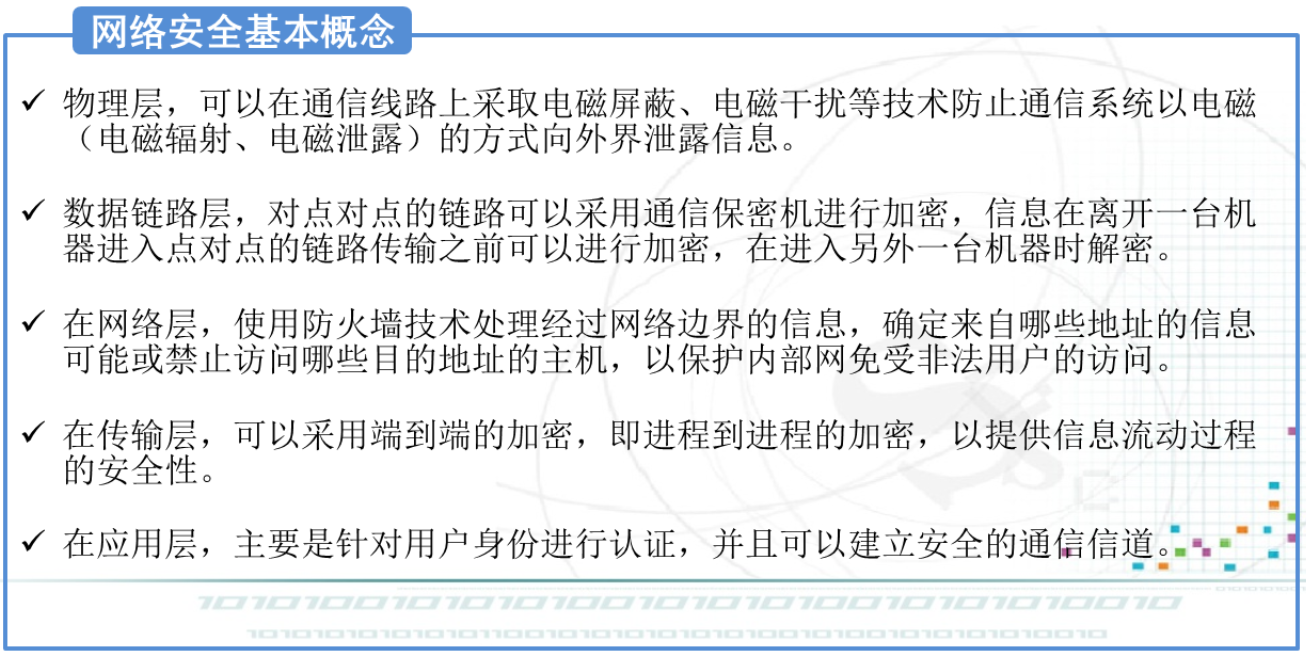 网络安全基本概念
✓ 物理层，可以在通信线路上采取电磁屏蔽、电磁干扰等技术防止通信系统以电磁
（电磁辐射、电磁泄露）的方式向外界泄露信息。
✓ 数据链路层，对点对点的链路可以采用通信保密机进行加密，信息在离开一台机
器进入点对点的链路传输之前可以进行加密，在进入另外一台机器时解密。
✓ 在网络层，使用防火墙技术处理经过网络边界的信息，确定来自哪些地址的信息
可能或禁止访问哪些目的地址的主机，以保护内部网免受非法用户的访问。
✓ 在传输层，可以采用端到端的加密，即进程到进程的加密，以提供信息流动过程
的安全性。
✓ 在应用层，主要是针对用户身份进行认证，并且可以建立安全的通信信道。